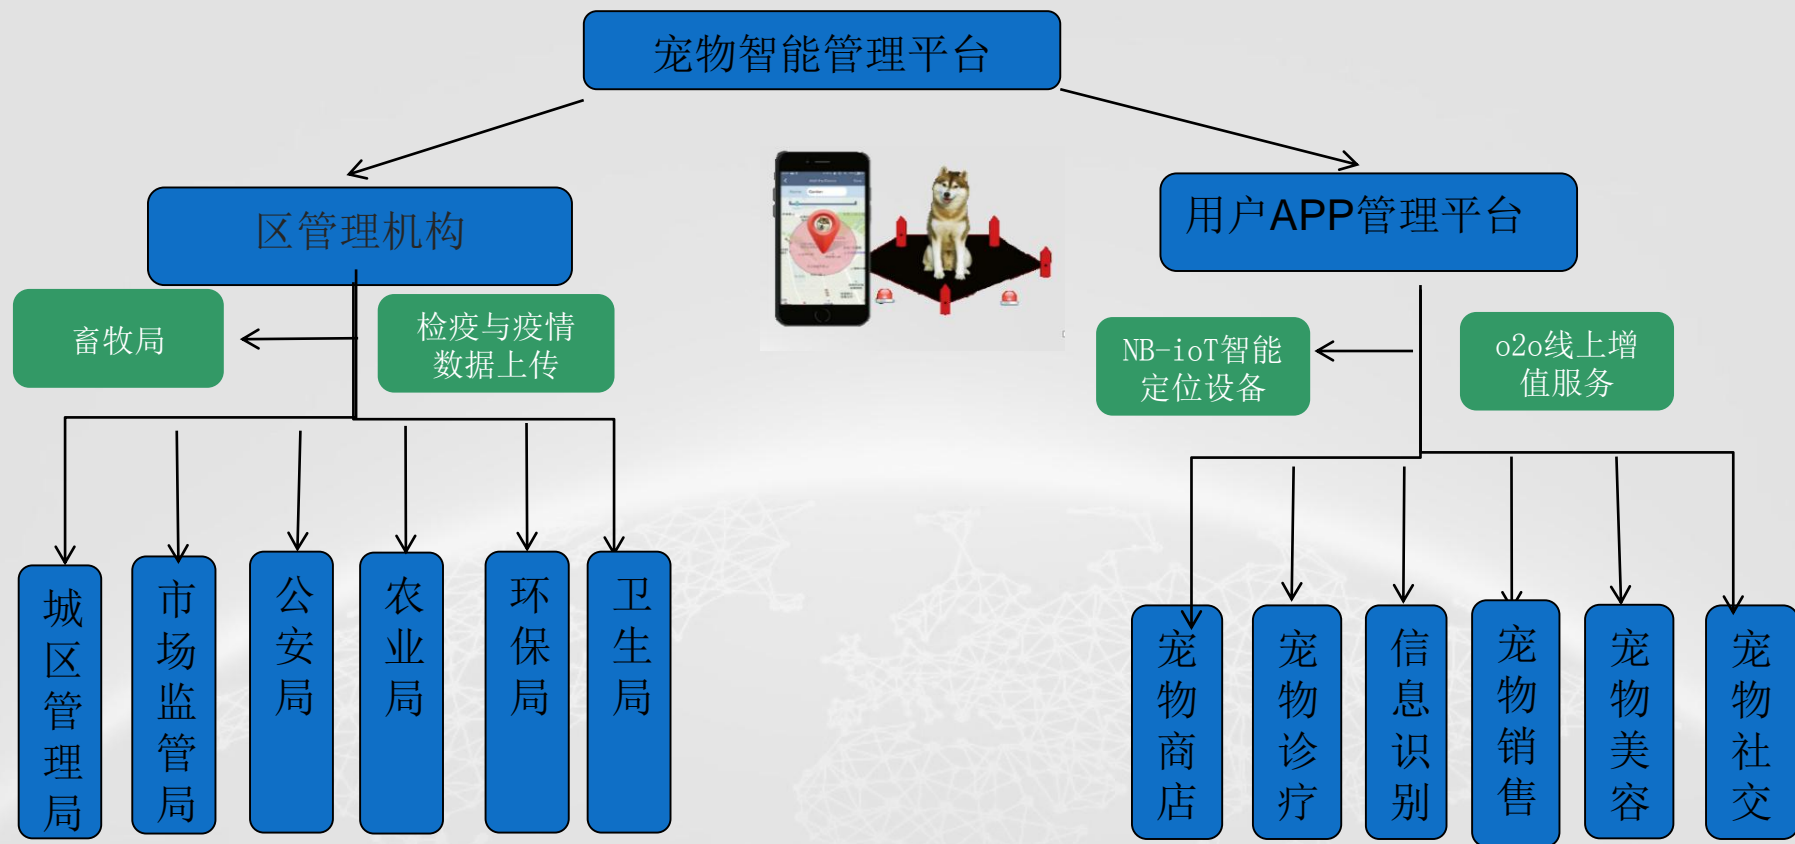 宠物智能管理平台
区管理机构
用户APP管理平台
畜牧局
检疫与疫情
数据上传
NB-ioT智能
定位设备
o2o线上增
值服务
城区管理局
市场监管局
公安局
农业局
环保局
卫生局
宠物商店
宠物诊疗
信息识别
宠物销售
宠物美容
宠物社交